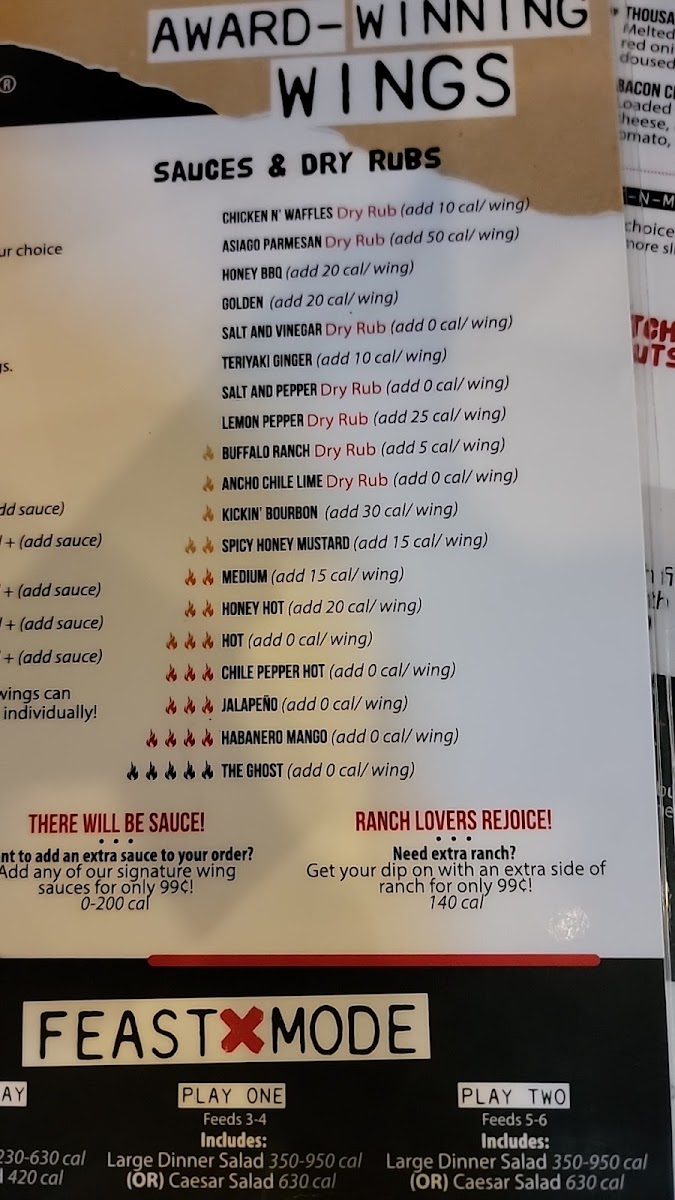 AWARD-WINNING
WINGS
®
SAUCES & DRY RUBS
CHICKEN N' WAFFLES Dry Rub (add 10 cal/wing)
ASIAGO PARMESAN Dry Rub (add 50 cal/wing)
HONEY BBQ (add 20 cal/wing)
GOLDEN (add 20 cal/wing)
SALT AND VINEGAR Dry Rub (add 0 cal/wing)
TERIYAKI GINGER (add 10 cal/wing)
SALT AND PEPPER Dry Rub (add 0 cal/wing)
LEMON PEPPER Dry Rub (add 25 cal/wing)
BUFFALO RANCH Dry Rub (add 5 cal/wing)
ANCHO CHILE LIME Dry Rub (add 0 cal/wing)
KICKIN' BOURBON (add 30 cal/wing)
SPICY HONEY MUSTARD (add 15 cal/wing)
MEDIUM (add 15 cal/wing)
HONEY HOT (add 20 cal/wing)
HOT (add 0 cal/wing)
CHILE PEPPER HOT (add 0 cal/wing)
JALAPEÑO (add 0 cal/wing)
HABANERO MANGO (add 0 cal/wing)
THE GHOST (add 0 cal/wing)
ur choice
gs.
dd sauce)
+ (add sauce)
+ (add sauce)
+ (add sauce)
+ (add sauce)
wings can
individually!
THERE WILL BE SAUCE!
nt to add an extra sauce to your order?
Add any of our signature wing
sauces for only 99¢!
0-200 cal
RANCH LOVERS REJOICE!
Need extra ranch?
Get your dip on with an extra side of
ranch for only 99¢!
140 cal
FEAST MODE
AY
230-630 cal
420 cal
PLAY ONE
Feeds 3-4
Includes:
Large Dinner Salad 350-950 cal
(OR) Caesar Salad 630 cal
PLAY TWO
Feeds 5-6
Includes:
Large Dinner Salad 350-950 cal
(OR) Caesar Salad 630 cal
THOUSA
Melted
red oni
doused
BACON C
Loaded
cheese,
omato,
-N-M
choice
more sl
TCH
UTS